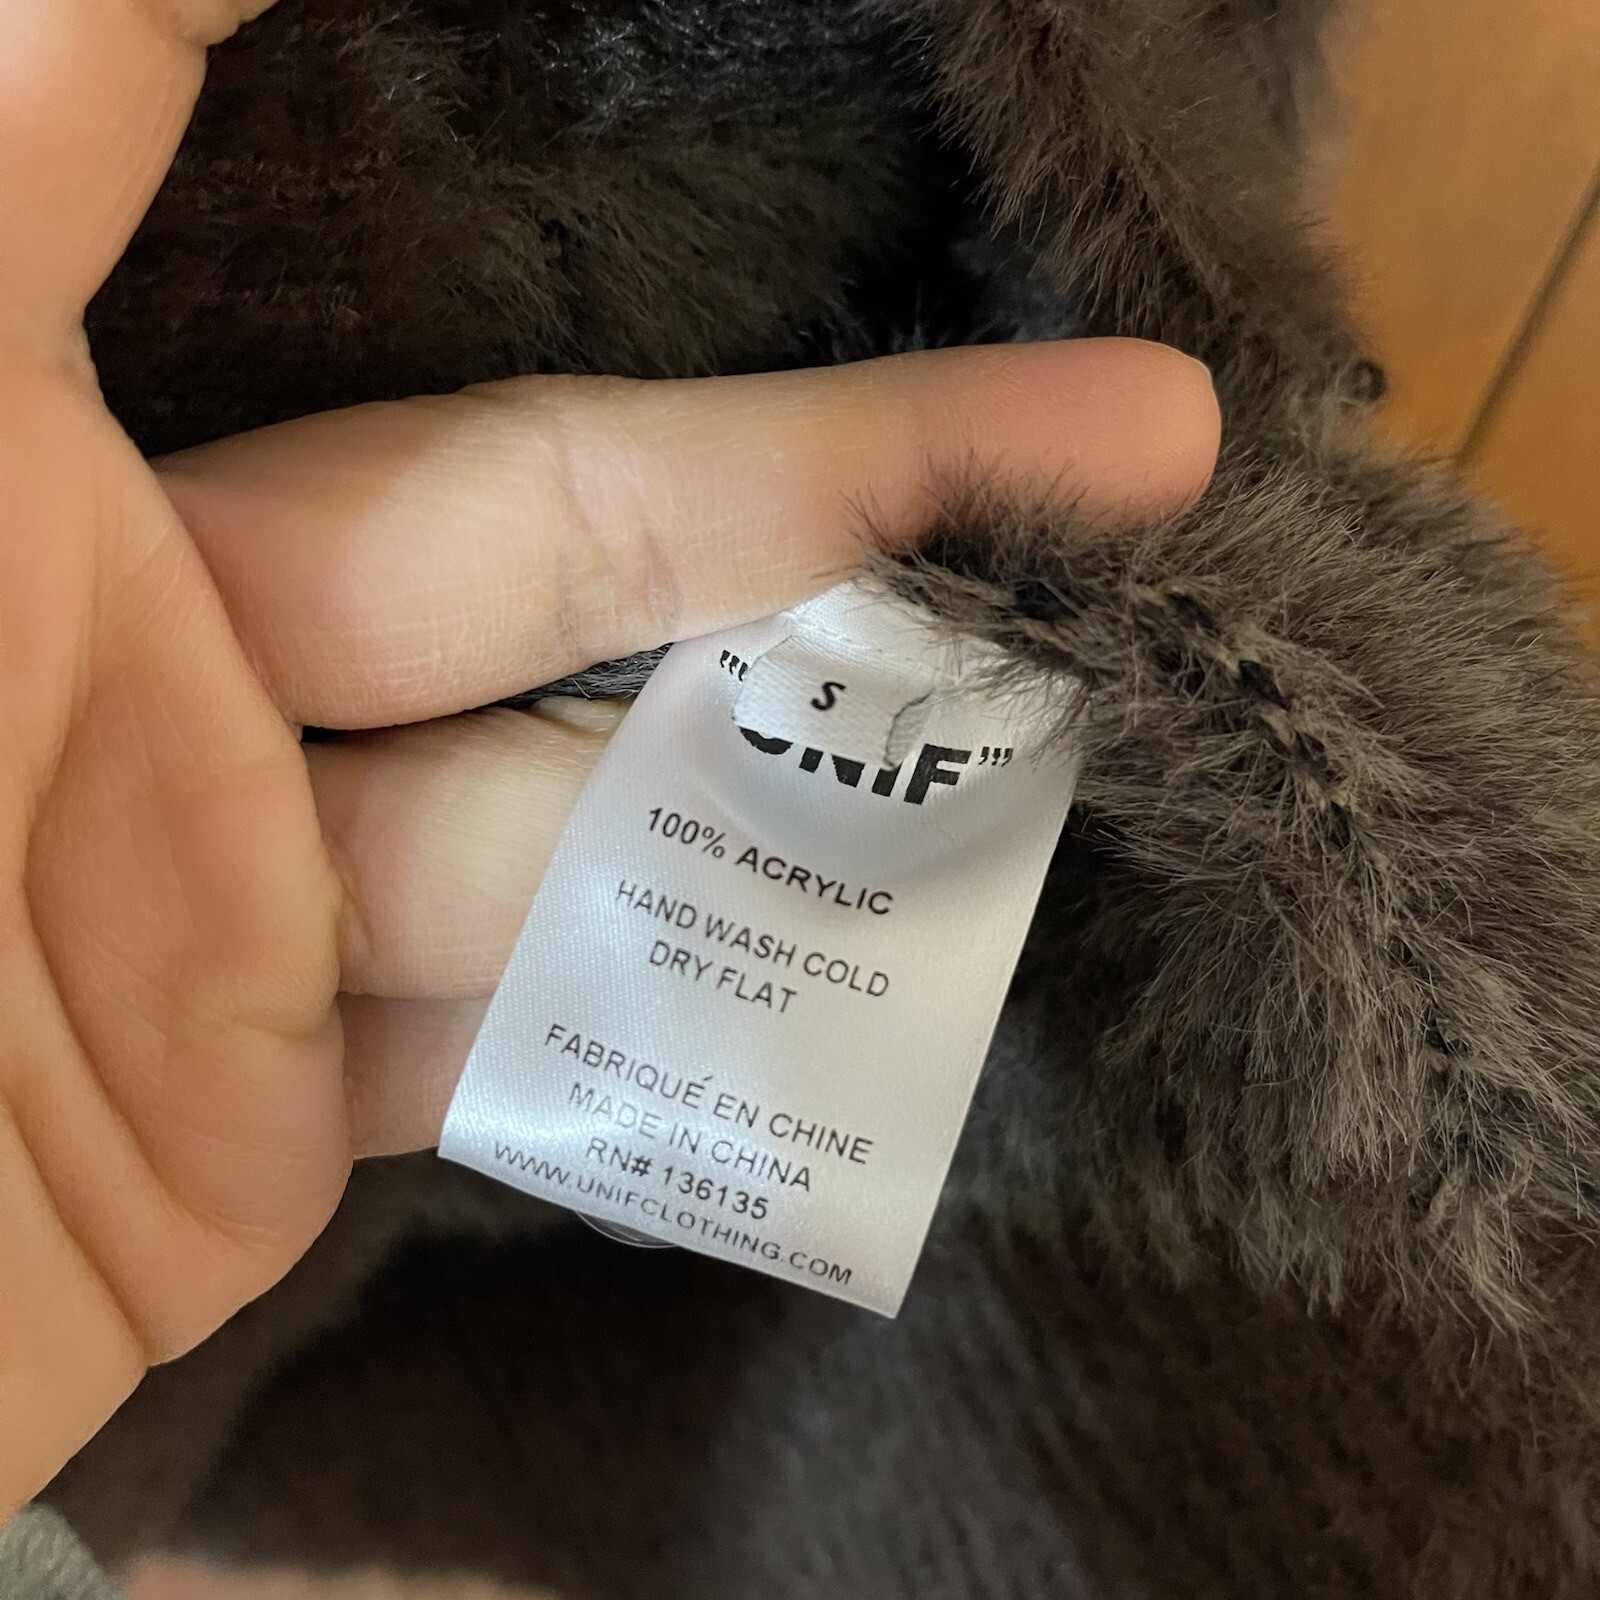 S
"'UNIF"'
100% ACRYLIC
HAND WASH COLD
DRY FLAT
FABRIQUÉ EN CHINE
MADE IN CHINA
RN# 136135
WWW.UNIFCLOTHING.COM